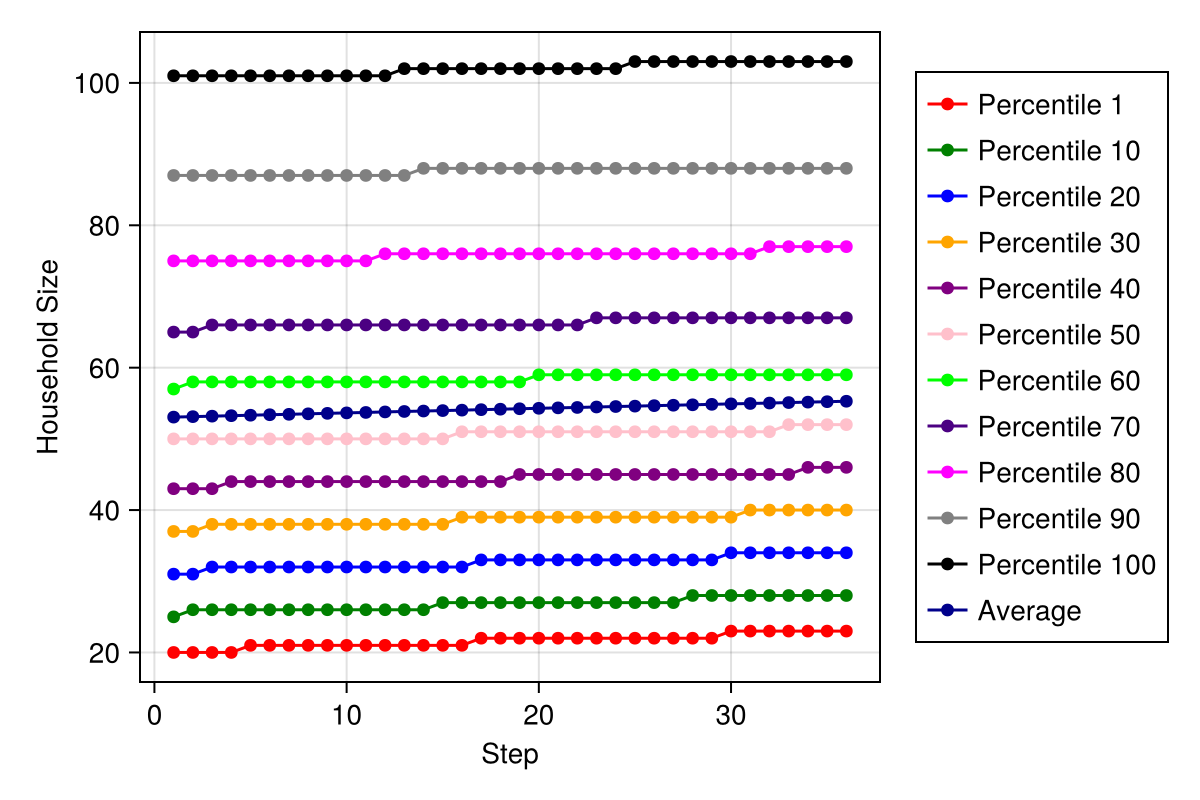 100
80
60
40
20
Household Size
0
10
20
30
Step
Percentile 1
Percentile 10
Percentile 20
Percentile 30
Percentile 40
Percentile 50
Percentile 60
Percentile 70
Percentile 80
Percentile 90
Percentile 100
Average